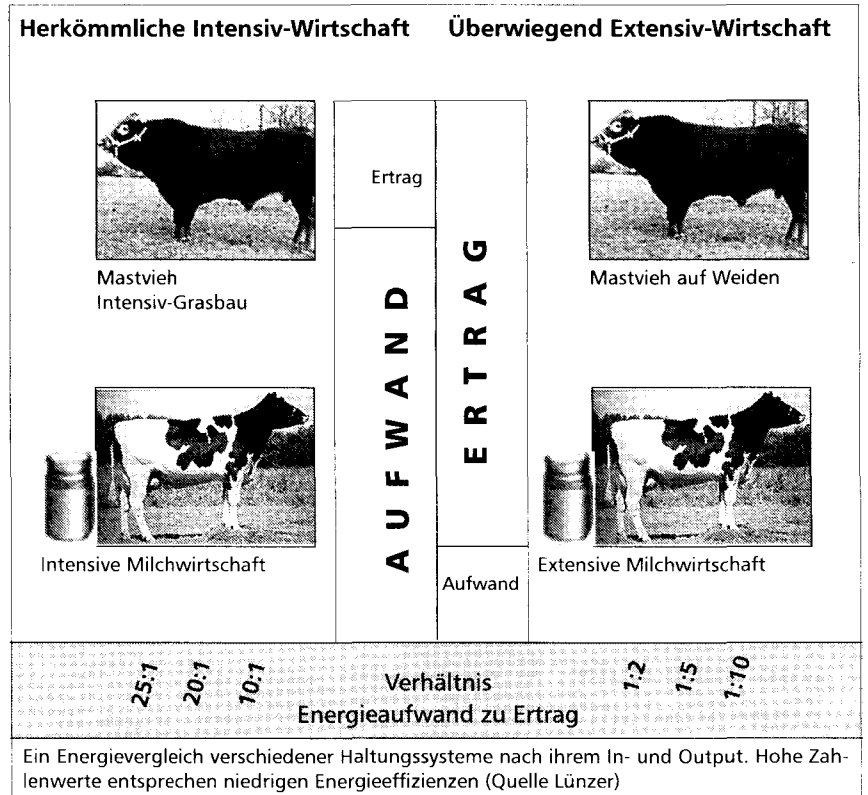 Herkömmliche Intensiv-Wirtschaft
Überwiegend Extensiv-Wirtschaft
Ertrag
AUFWAND
ERTRAG
Aufwand
Mastvieh
Intensiv-Grasbau
Mastvieh auf Weiden
Intensive Milchwirtschaft
Extensive Milchwirtschaft
25:1 20:1 10:1
Verhältnis
Energieaufwand zu Ertrag
1:2 1:5 1:10
Ein Energievergleich verschiedener Haltungssysteme nach ihrem In- und Output. Hohe Zah-
lenwerte entsprechen niedrigen Energieeffizienzen (Quelle Lünzer)